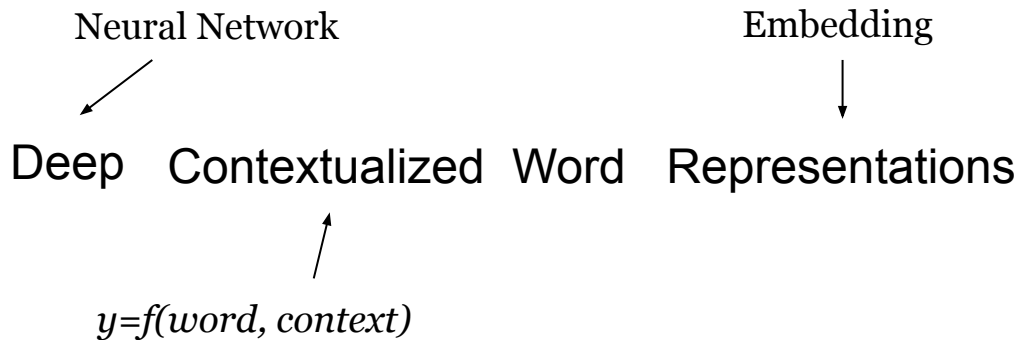 Neural Network Embedding
Deep Contextualized Word Representations
y=f(word, context)